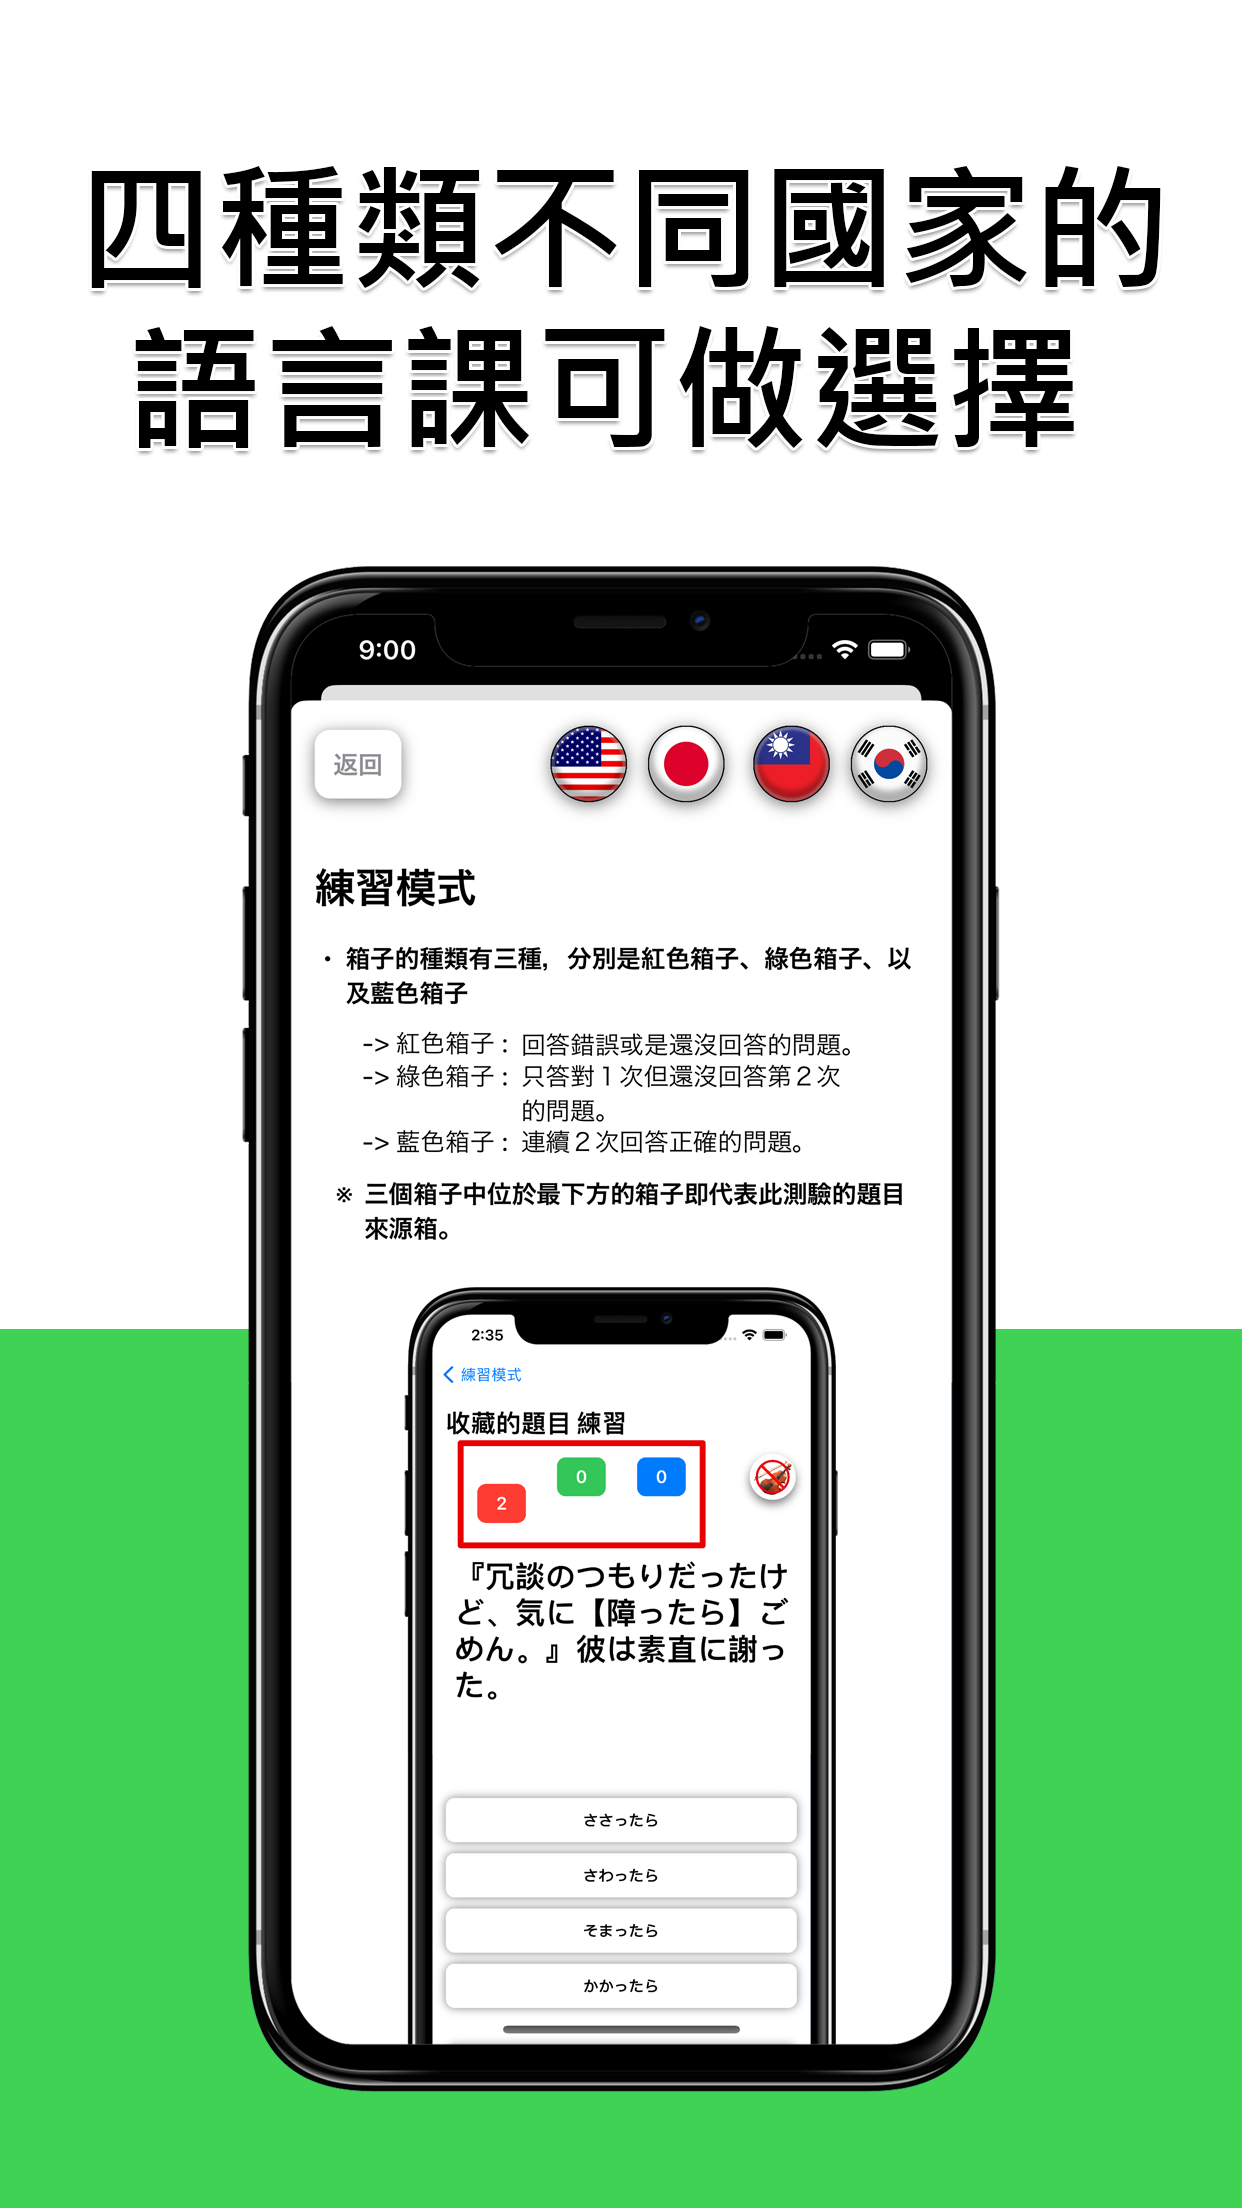 四種類不同國家的
語言課可做選擇
9:00
返回
練習模式
・ 箱子的種類有三種，分別是紅色箱子、綠色箱子、以
及藍色箱子
-> 紅色箱子： 回答錯誤或是還沒回答的問題。
-> 綠色箱子： 只答對１次但還沒回答第２次
的問題。
-> 藍色箱子： 連續２次回答正確的問題。
※ 三個箱子中位於最下方的箱子即代表此測驗的題目
來源箱。
2:35
練習模式
收藏的題目 練習
2 0 0
『冗談のつもりだったけ
ど、気に【障ったら】ご
めん。』彼は素直に謝っ
た。
ささったら
さわったら
そまったら
かかったら